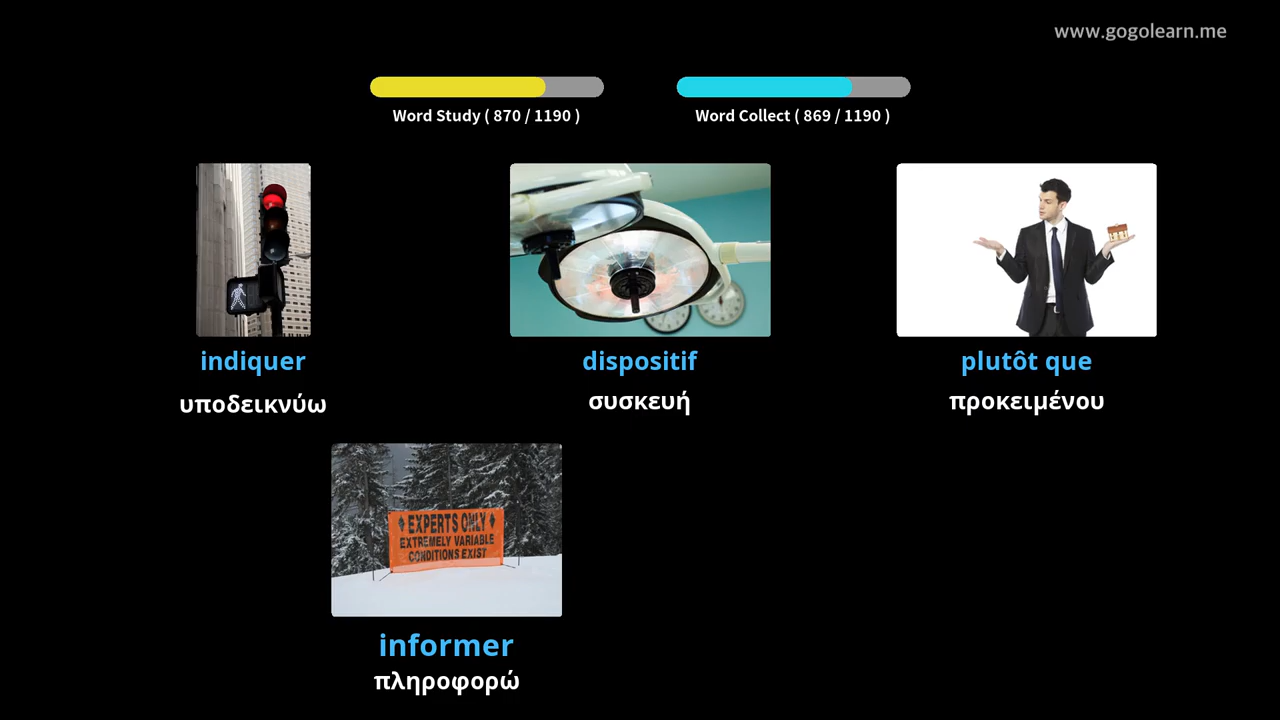 www.gogolearn.me
Word Study ( 870 / 1190 )
Word Collect ( 869 / 1190 )
indiquer
υποδεικνύω
dispositif
συσκευή
plutôt que
προκειμένου
EXPERTS ONLY
EXTREMELY VARIABLE
CONDITIONS EXIST
informer
πληροφορώ